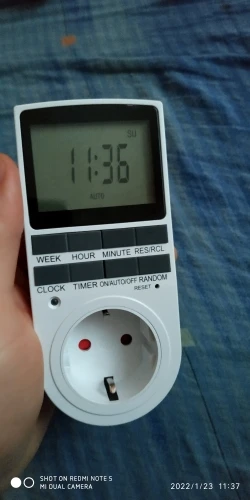 SU
11:36
AUTO
WEEK HOUR MINUTE RES/RCL
CLOCK TIMER ON/AUTO/OFF RANDOM
RESET
SHOT ON REDMI NOTE 5
MI DUAL CAMERA
2022/1/23 11:37